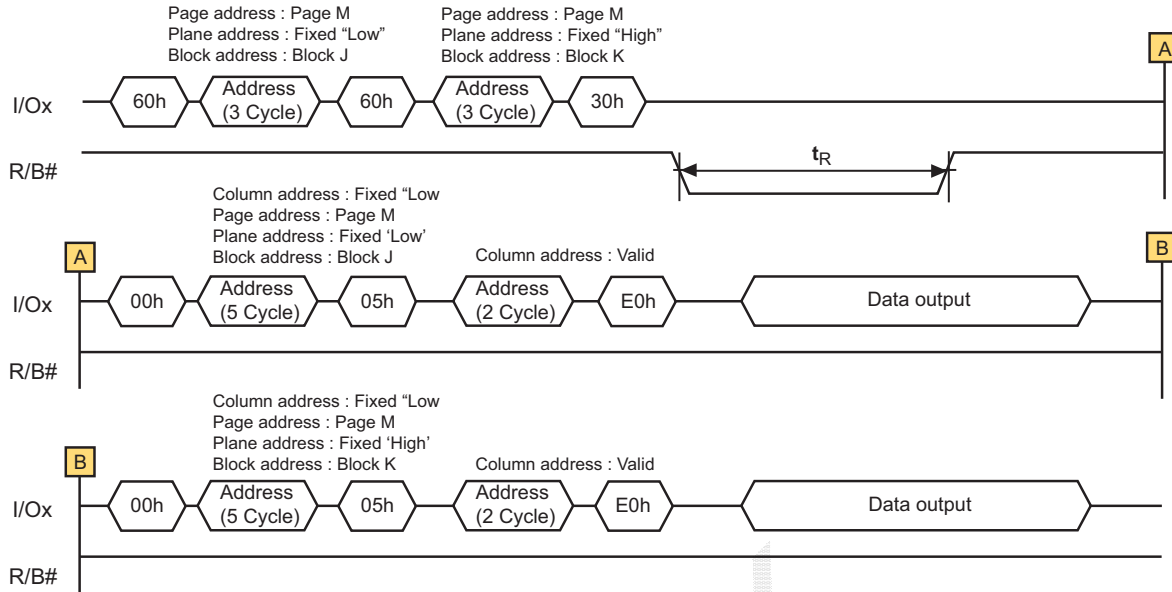 Page address : Page M
Plane address : Fixed “Low”
Block address : Block J
Page address : Page M
Plane address : Fixed “High”
Block address : Block K
A
I/Ox
60h
Address
(3 Cycle)
60h
Address
(3 Cycle)
30h
R/B#
tR
Column address : Fixed “Low
Page address : Page M
Plane address : Fixed ‘Low’
Block address : Block J
Column address : Valid
A
B
I/Ox
00h
Address
(5 Cycle)
05h
Address
(2 Cycle)
E0h
Data output
R/B#
Column address : Fixed “Low
Page address : Page M
Plane address : Fixed ‘High’
Block address : Block K
Column address : Valid
B
I/Ox
00h
Address
(5 Cycle)
05h
Address
(2 Cycle)
E0h
Data output
R/B#